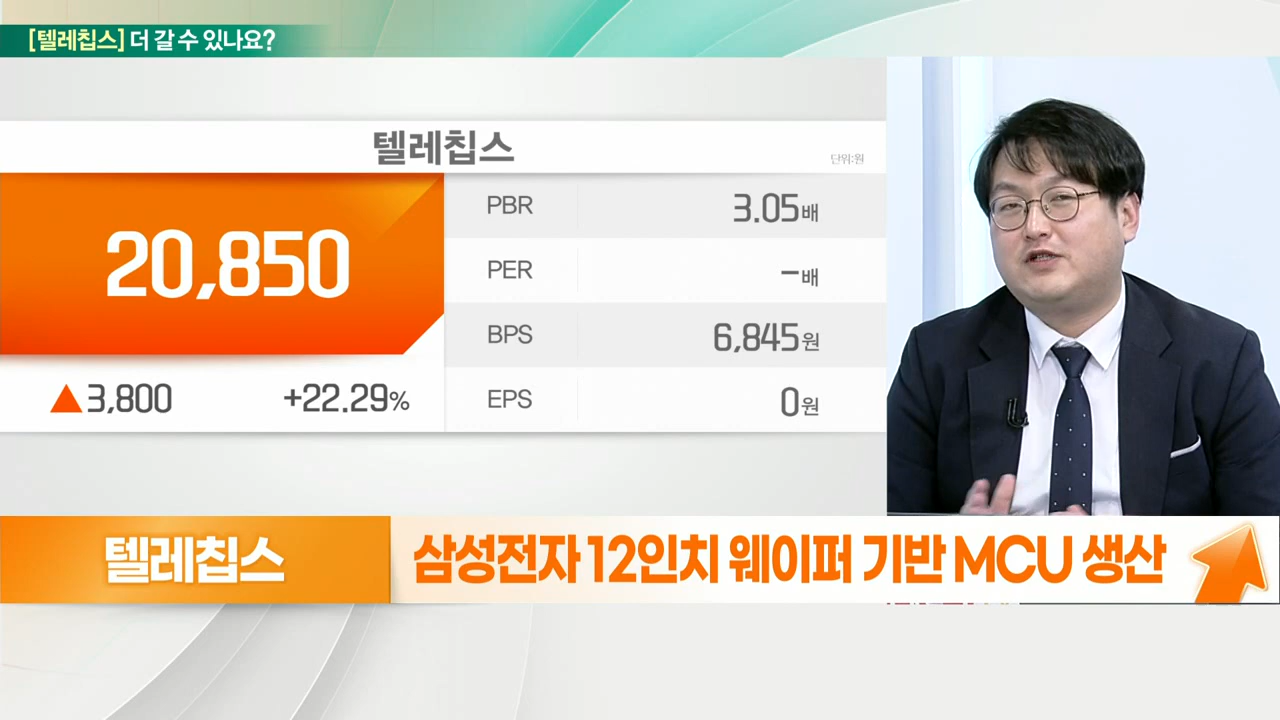 [텔레칩스] 더 갈 수 있나요?
텔레칩스
단위:원
20,850
▲3,800 +22.29%
PBR 3.05배
PER -배
BPS 6,845원
EPS 0원
텔레칩스 삼성전자 12인치 웨이퍼 기반 MCU 생산